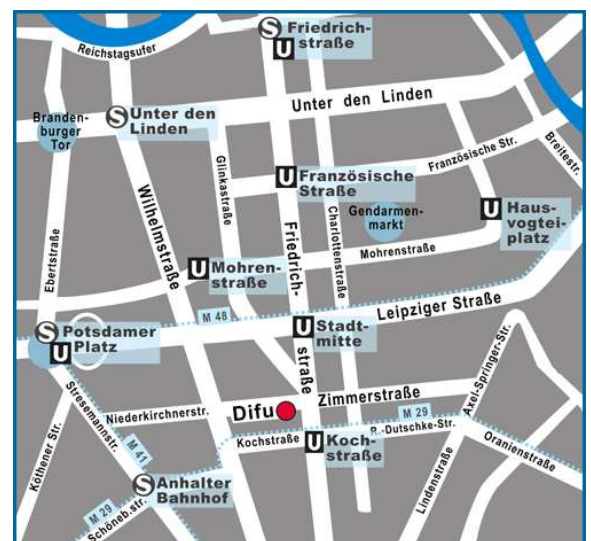 S Friedrich-
U straße
Reichstagsufer
Branden-
burger
Tor
S Unter den
Linden
Unter den Linden
Breitestr.
Französische Str.
Glinkastraße
U Französische
Straße
Wilhelmstraße
Gendarmen-
markt
Charlottenstraße
U Haus-
vogtei-
platz
Friedrich-
straße
Ebertstraße
U Mohren-
straße
Mohrenstraße
M 48
Leipziger Straße
S Potsdamer
U Platz
U Stadt-
mitte
Axel-Springer-Str.
Stresemannstr.
Niederkirchnerstr.
Difu
Zimmerstraße
M 29
Kochstraße
U Koch-
straße
R.-Dutschke-Str.
Oranienstraße
Köthener Str.
M 41
S Anhalter
Bahnhof
Lindenstraße
M 29
Schöneb.str.